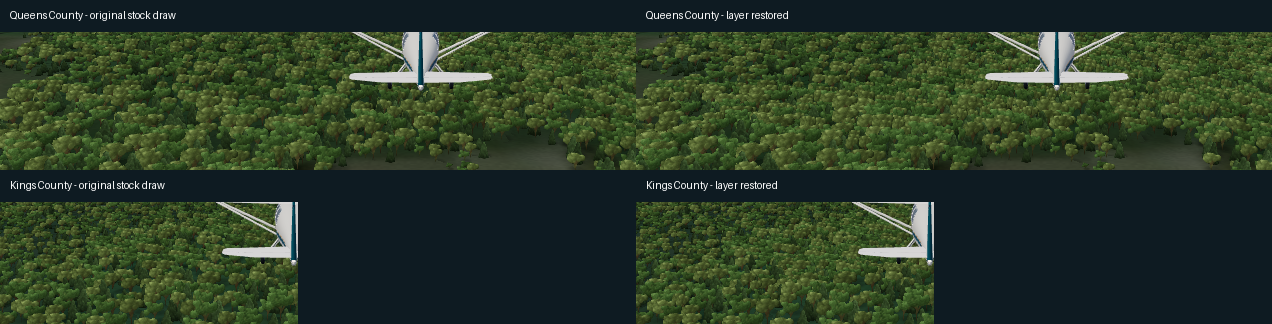 Queens County - original stock draw
Queens County - layer restored
Kings County - original stock draw
Kings County - layer restored